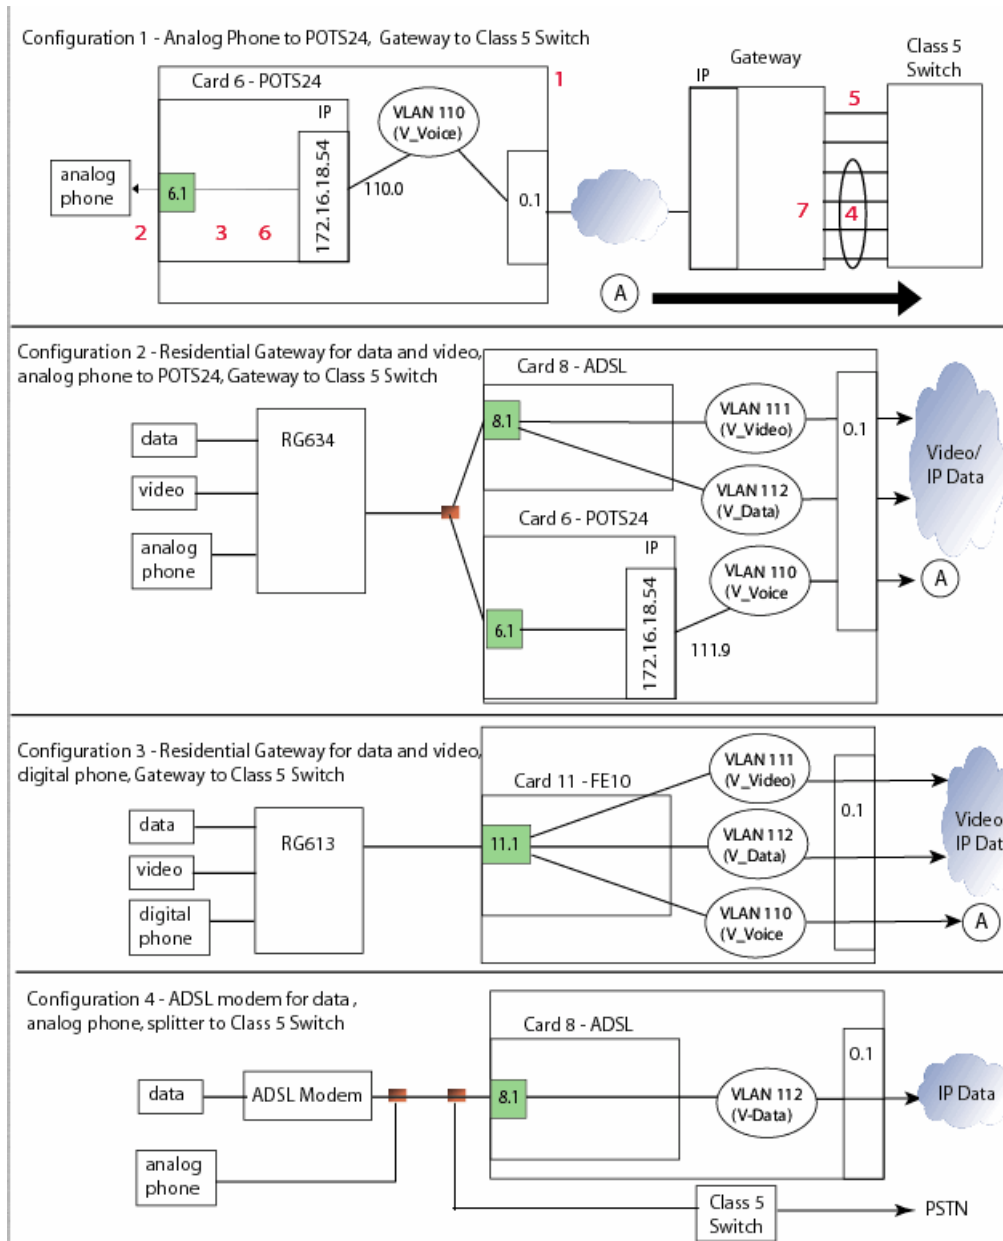 Configuration 1 - Analog Phone to POTS24, Gateway to Class 5 Switch
Card 6 - POTS24
1
IP
VLAN 110
(V_Voice)
172.16.18.54
110.0
0.1
analog
phone
6.1
2
3
6
Gateway
IP
7
5
4
Class 5
Switch
A
Configuration 2 - Residential Gateway for data and video,
analog phone to POTS24, Gateway to Class 5 Switch
data
video
analog
phone
RG634
Card 8 - ADSL
8.1
VLAN 111
(V_Video)
VLAN 112
(V_Data)
0.1
Video/
IP Data
Card 6 - POTS24
IP
6.1
172.16.18.54
111.9
VLAN 110
(V_Voice
A
Configuration 3 - Residential Gateway for data and video,
digital phone, Gateway to Class 5 Switch
data
video
digital
phone
RG613
Card 11 - FE10
11.1
VLAN 111
(V_Video)
VLAN 112
(V_Data)
VLAN 110
(V_Voice
0.1
Video
IP Dat
A
Configuration 4 - ADSL modem for data ,
analog phone, splitter to Class 5 Switch
data
ADSL Modem
analog
phone
Card 8 - ADSL
8.1
VLAN 112
(V-Data)
0.1
IP Data
Class 5
Switch
PSTN